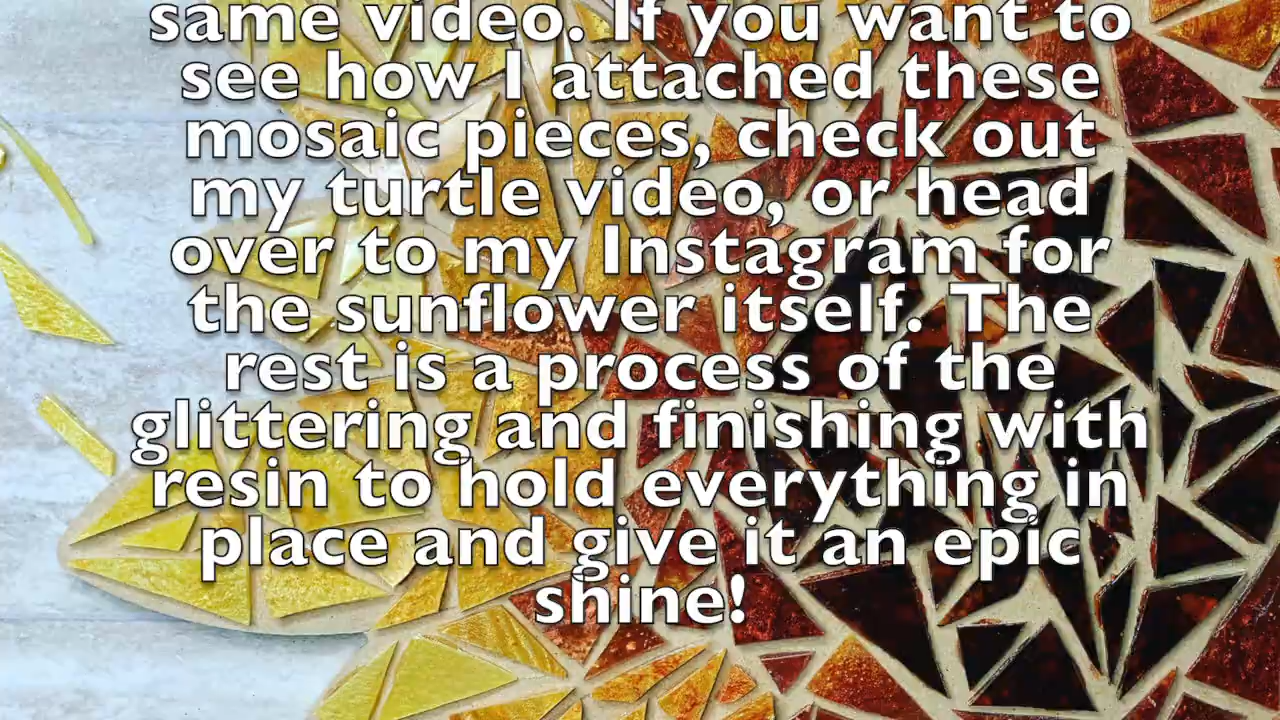 same video. If you want to
see how I attached these
mosaic pieces, check out
my turtle video, or head
over to my Instagram for
the sunflower itself. The
rest is a process of the
glittering and finishing with
resin to hold everything in
place and give it an epic
shine!